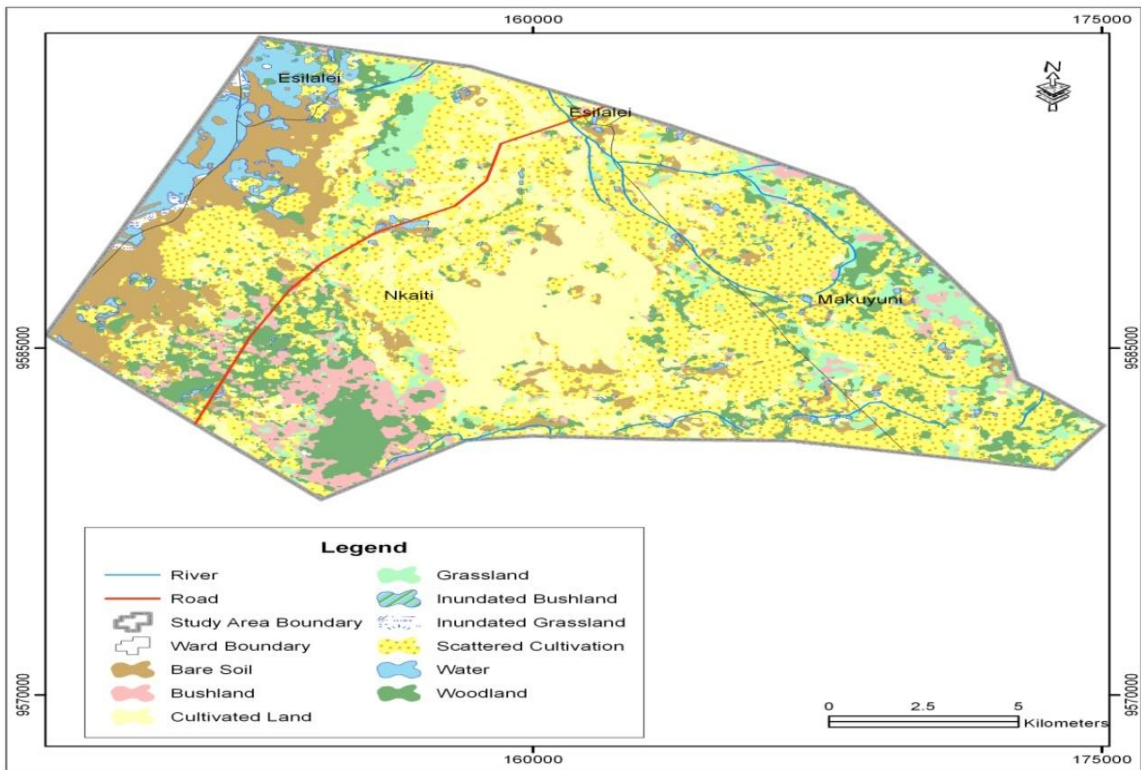 160000
175000
N
Esilalei
Esilalei
Nkaiti
Makuyuni
9585000
9585000
Legend
River
Road
Study Area Boundary
Ward Boundary
Bare Soil
Bushland
Cultivated Land
Grassland
Inundated Bushland
Inundated Grassland
Scattered Cultivation
Water
Woodland
9570000
9570000
0 2.5 5
Kilometers
160000
175000